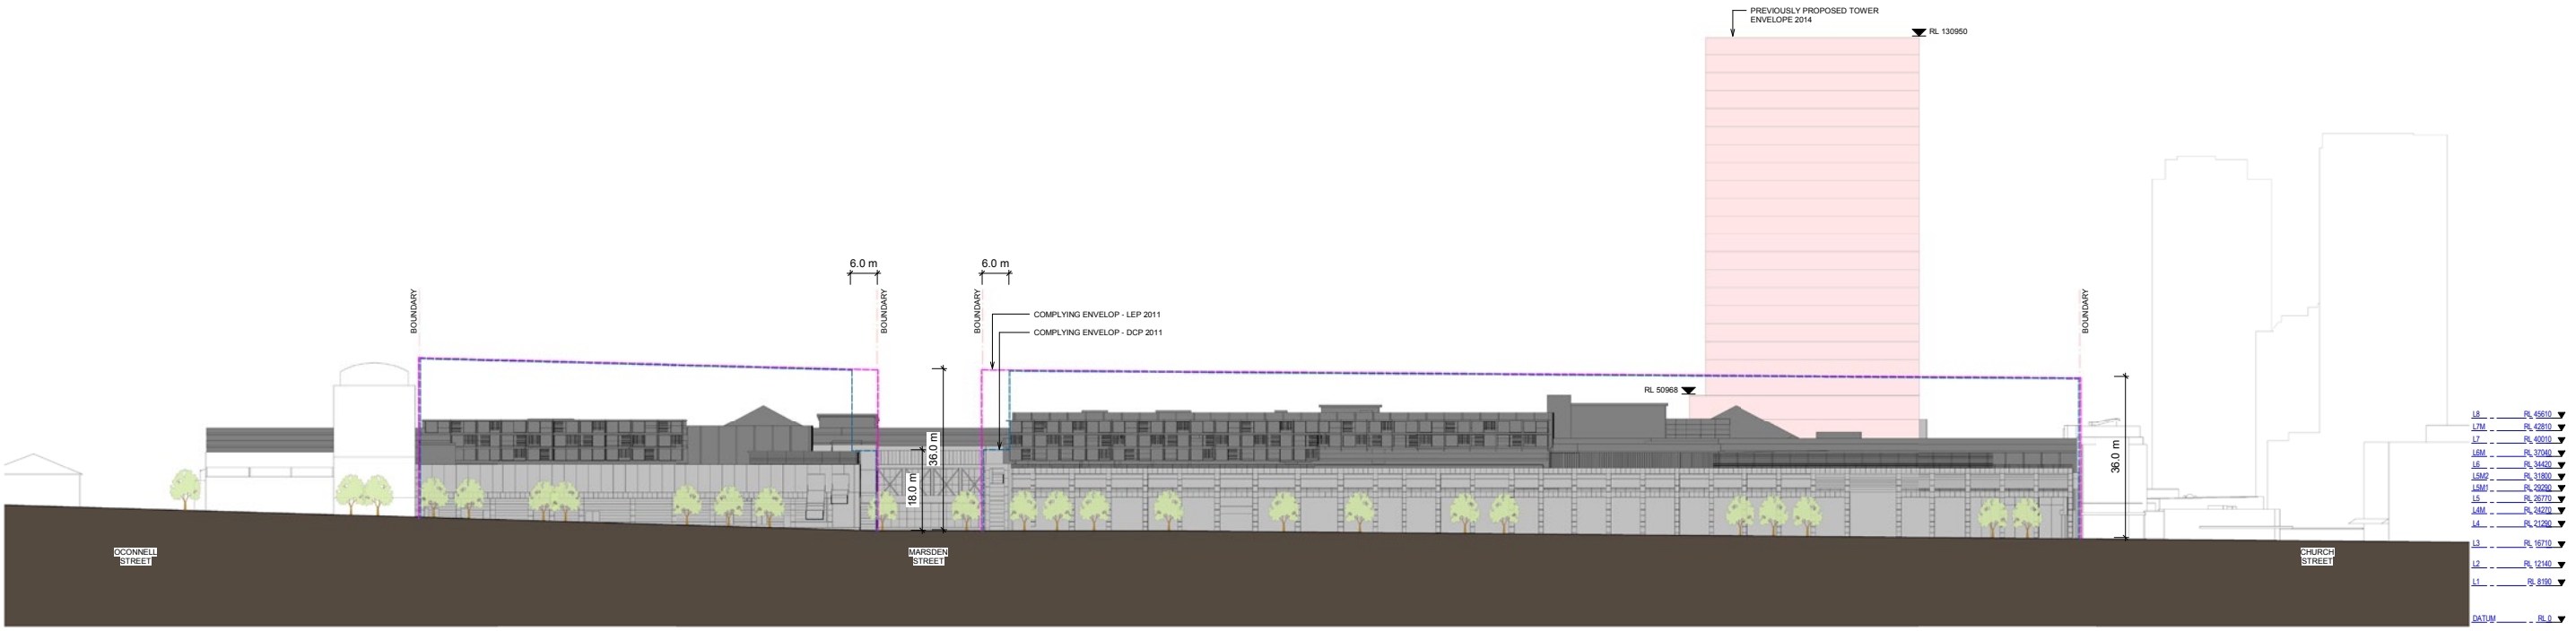 PREVIOUSLY PROPOSED TOWER
ENVELOPE 2014
RL 130950
6.0 m
6.0 m
BOUNDARY
BOUNDARY
BOUNDARY
BOUNDARY
COMPLYING ENVELOP - LEP 2011
COMPLYING ENVELOP - DCP 2011
RL 50968
18.0 m
36.0 m
36.0 m
L8 RL 45610
L7M RL 42810
L7 RL 40010
L6M RL 37040
L6 RL 34420
L5M2 RL 31800
L5M1 RL 29290
L5 RL 26770
L4M RL 24270
L4 RL 21290
L3 RL 16710
L2 RL 12140
L1 RL 8190
DATUM RL 0
OCONNELL
STREET
MARSDEN
STREET
CHURCH
STREET